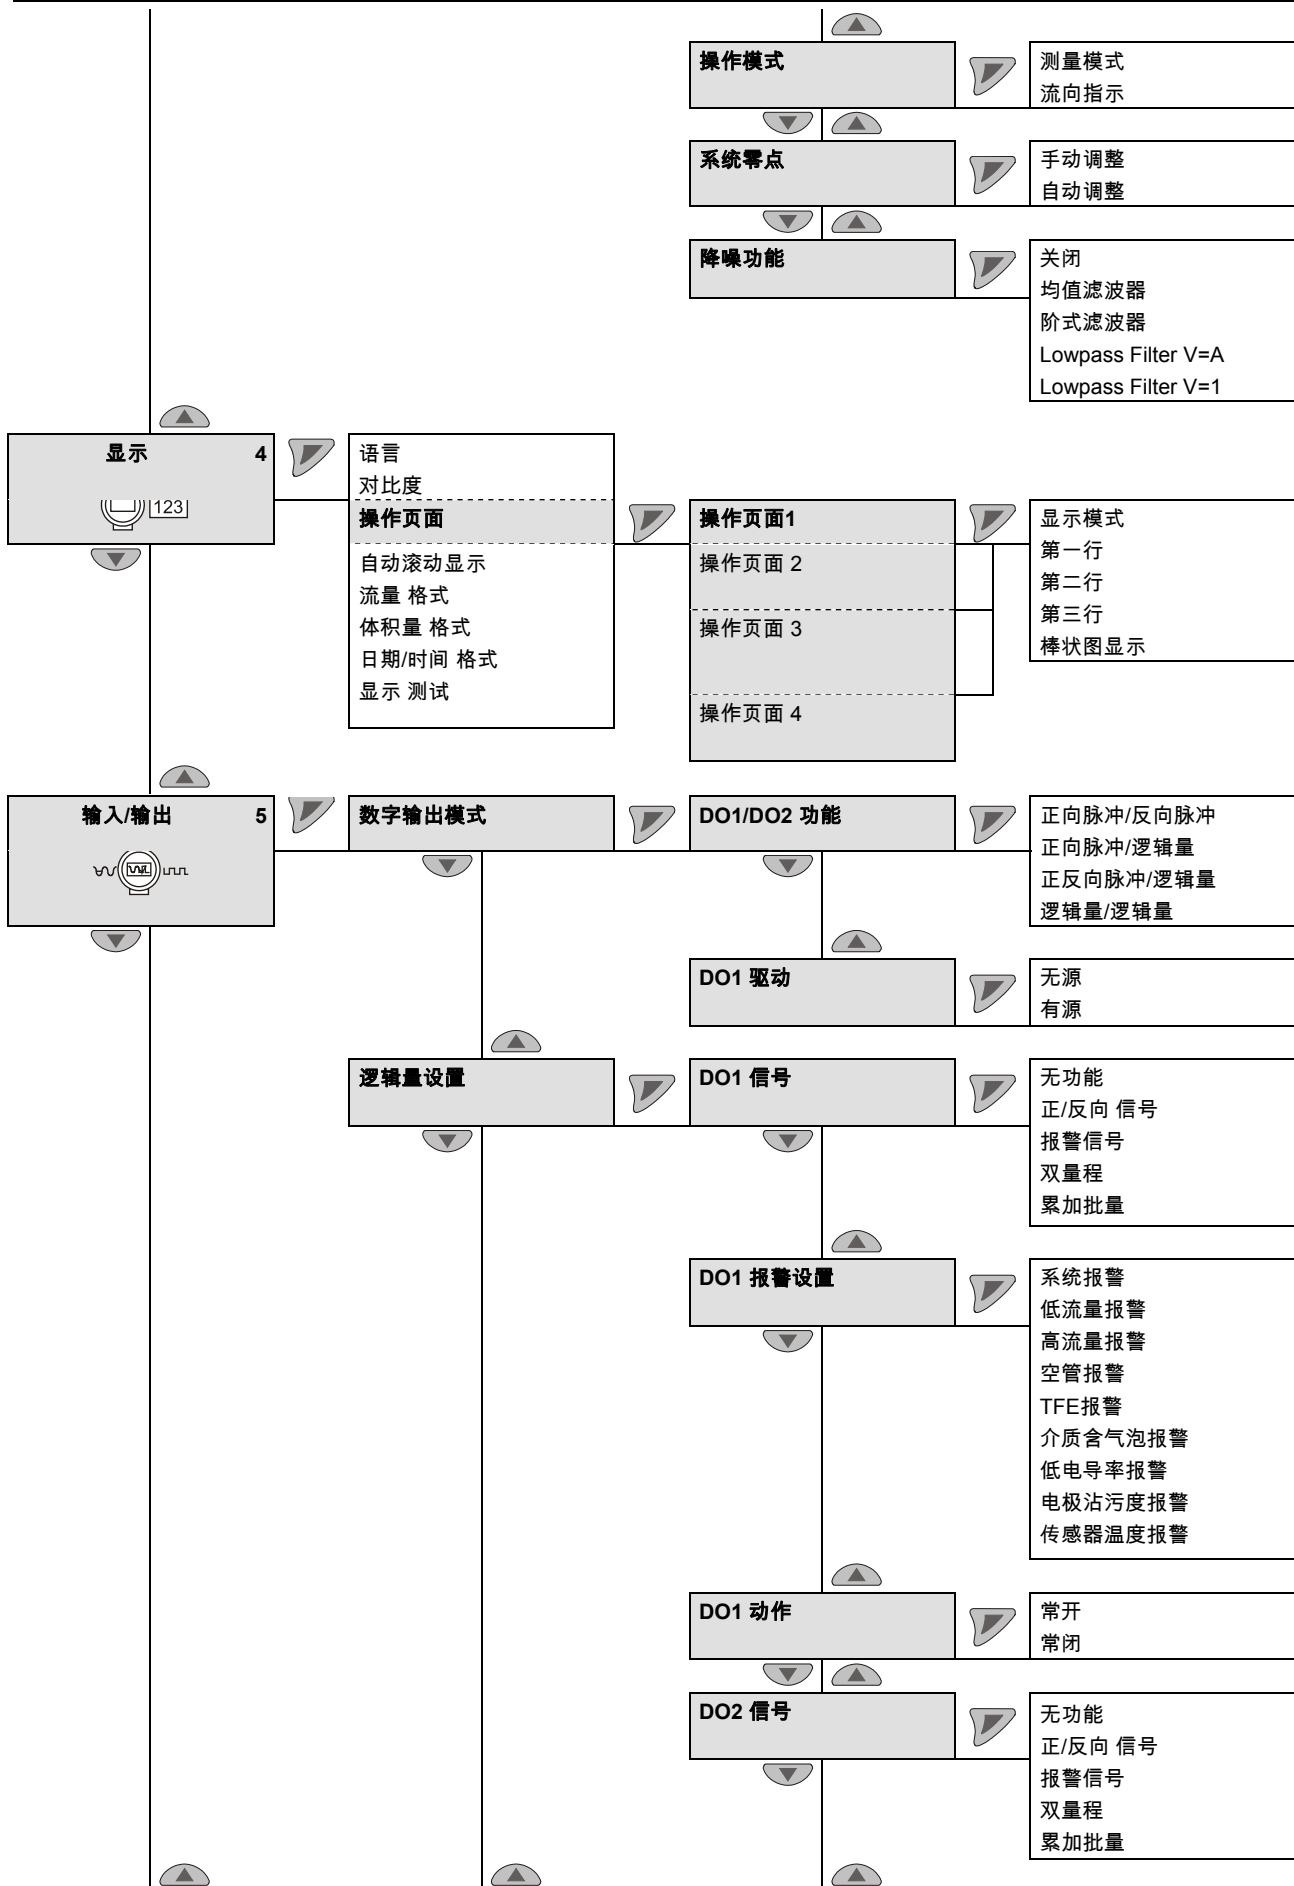 操作模式
测量模式
流向指示
系统零点
手动调整
自动调整
降噪功能
关闭
均值滤波器
阶式滤波器
Lowpass Filter V=A
Lowpass Filter V=1
显示 4
123
语言
对比度
操作页面
自动滚动显示
流量 格式
体积量 格式
日期/时间 格式
显示 测试
操作页面1
操作页面 2
操作页面 3
操作页面 4
显示模式
第一行
第二行
第三行
棒状图显示
输入/输出 5
数字输出模式
DO1/DO2 功能
正向脉冲/反向脉冲
正向脉冲/逻辑量
正反向脉冲/逻辑量
逻辑量/逻辑量
DO1 驱动
无源
有源
逻辑量设置
DO1 信号
无功能
正/反向 信号
报警信号
双量程
累加批量
DO1 报警设置
系统报警
低流量报警
高流量报警
空管报警
TFE报警
介质含气泡报警
低电导率报警
电极沾污度报警
传感器温度报警
DO1 动作
常开
常闭
DO2 信号
无功能
正/反向 信号
报警信号
双量程
累加批量